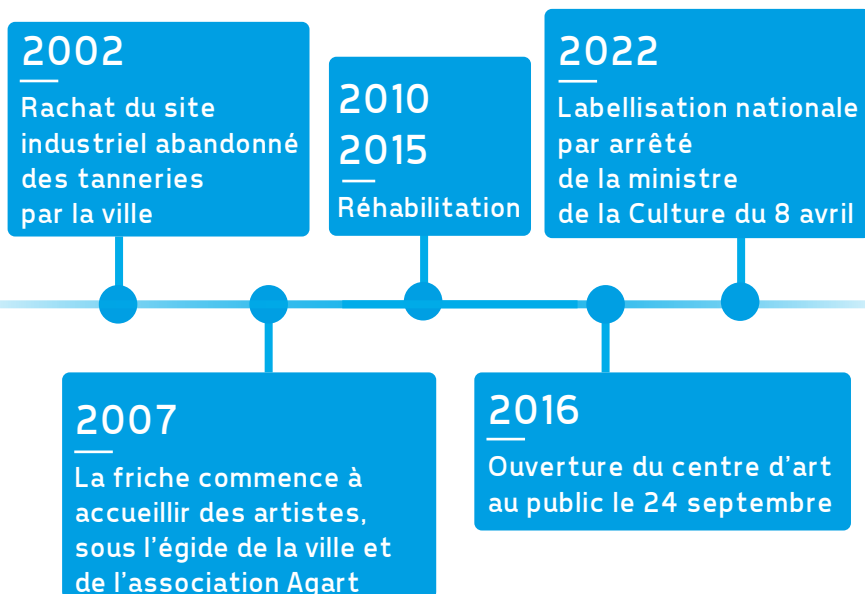 2002
Rachat du site
industriel abandonné
des tanneries
par la ville
2007
La friche commence à
accueillir des artistes,
sous l'égide de la ville et
de l'association Agart
2010
2015
Réhabilitation
2016
Ouverture du centre d'art
au public le 24 septembre
2022
Labellisation nationale
par arrêté
de la ministre
de la Culture du 8 avril